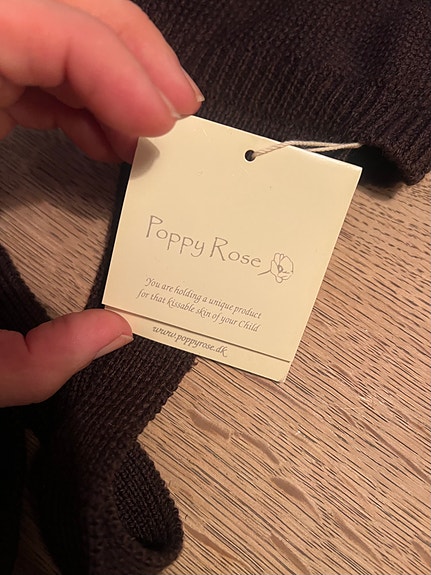 Poppy Rose
You are holding a unique product
for that kissable skin of your Child
www.poppyrose.dk